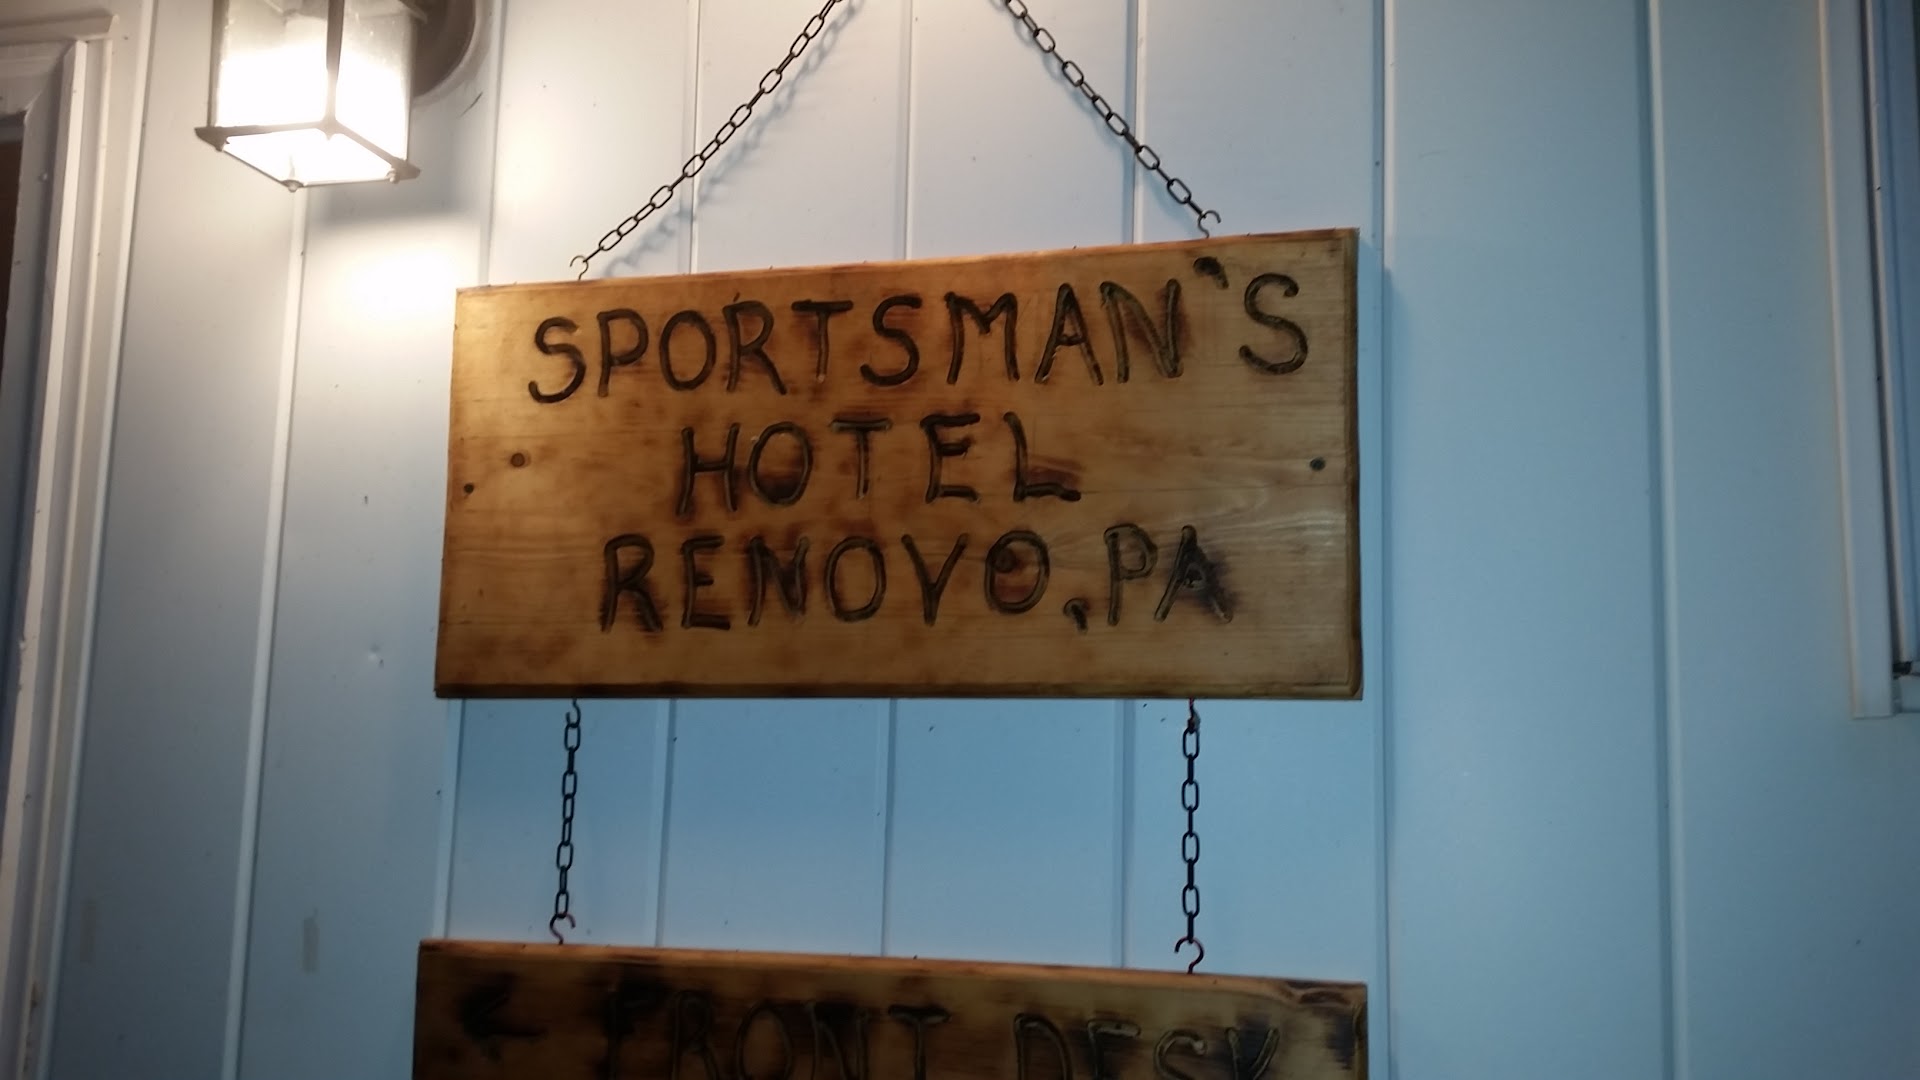 SPORTSMAN'S
HOTEL
RENOVO, PA
← FRONT DESK